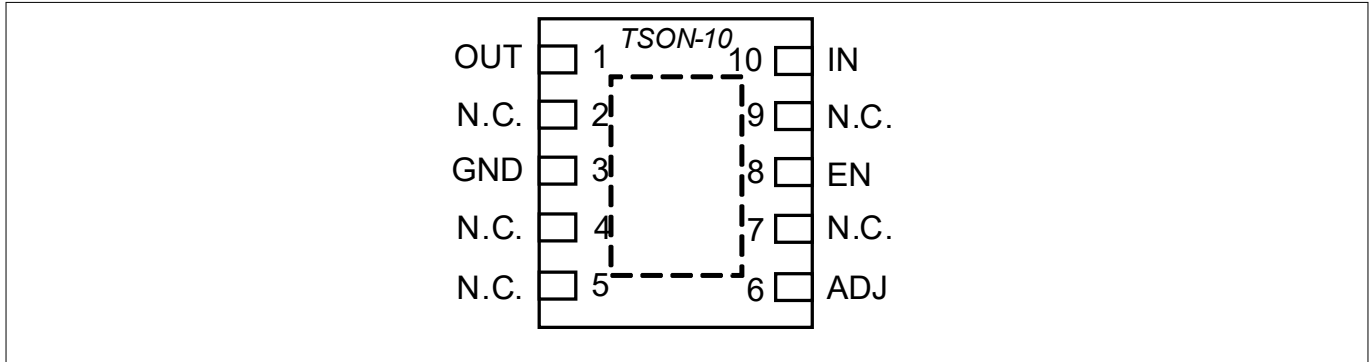 TSON-10
OUT 1 10 IN
N.C. 2 9 N.C.
GND 3 8 EN
N.C. 4 7 N.C.
N.C. 5 6 ADJ